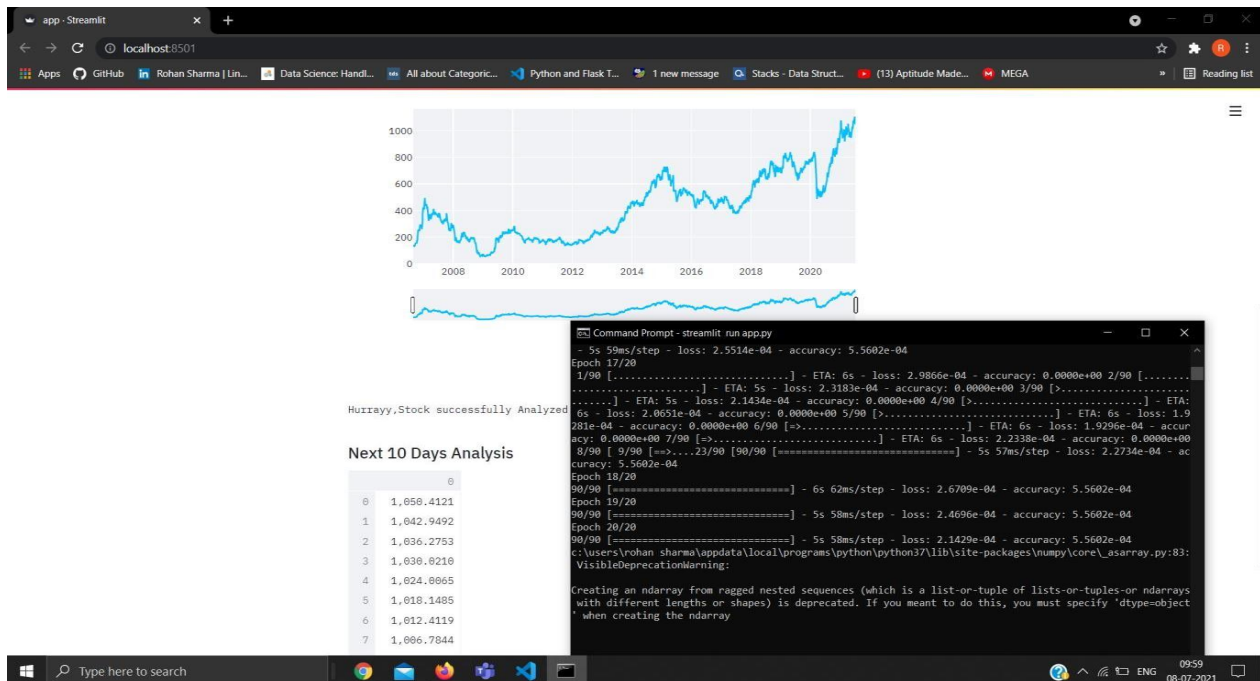 app · Streamlit
localhost:8501
Apps GitHub Rohan Sharma | Lin... Data Science: Handl... All about Categoric... Python and Flask T... 1 new message Stacks - Data Struct... (13) Aptitude Made... MEGA » Reading list
1000
800
600
400
200
0
2008 2010 2012 2014 2016 2018 2020
Hurrayy,Stock successfully Analyzed
Next 10 Days Analysis
0
0 1,050.4121
1 1,042.9492
2 1,036.2753
3 1,030.0210
4 1,024.0065
5 1,018.1485
6 1,012.4119
7 1,006.7844
Command Prompt - streamlit run app.py
- 5s 59ms/step - loss: 2.5514e-04 - accuracy: 5.5602e-04
Epoch 17/20
1/90 [..............................] - ETA: 6s - loss: 2.9866e-04 - accuracy: 0.0000e+00 2/90 [........
......................] - ETA: 5s - loss: 2.3183e-04 - accuracy: 0.0000e+00 3/90 [>......................
.......] - ETA: 5s - loss: 2.1434e-04 - accuracy: 0.0000e+00 4/90 [>.............................] - ETA:
6s - loss: 2.0651e-04 - accuracy: 0.0000e+00 5/90 [>.............................] - ETA: 6s - loss: 1.9
281e-04 - accuracy: 0.0000e+00 6/90 [=>............................] - ETA: 6s - loss: 1.9296e-04 - accur
acy: 0.0000e+00 7/90 [=>............................] - ETA: 6s - loss: 2.2338e-04 - accuracy: 0.0000e+00
8/90 [ 9/90 [==>....23/90 [90/90 [==============================] - 5s 57ms/step - loss: 2.2734e-04 - ac
curacy: 5.5602e-04
Epoch 18/20
90/90 [==============================] - 6s 62ms/step - loss: 2.6709e-04 - accuracy: 5.5602e-04
Epoch 19/20
90/90 [==============================] - 5s 58ms/step - loss: 2.4696e-04 - accuracy: 5.5602e-04
Epoch 20/20
90/90 [==============================] - 5s 58ms/step - loss: 2.1429e-04 - accuracy: 5.5602e-04
c:\users\rohan sharma\appdata\local\programs\python\python37\lib\site-packages\numpy\core\_asarray.py:83:
VisibleDeprecationWarning:
Creating an ndarray from ragged nested sequences (which is a list-or-tuple of lists-or-tuples-or ndarrays
with different lengths or shapes) is deprecated. If you meant to do this, you must specify 'dtype=object
' when creating the ndarray
Type here to search
ENG
09:59
08-07-2021